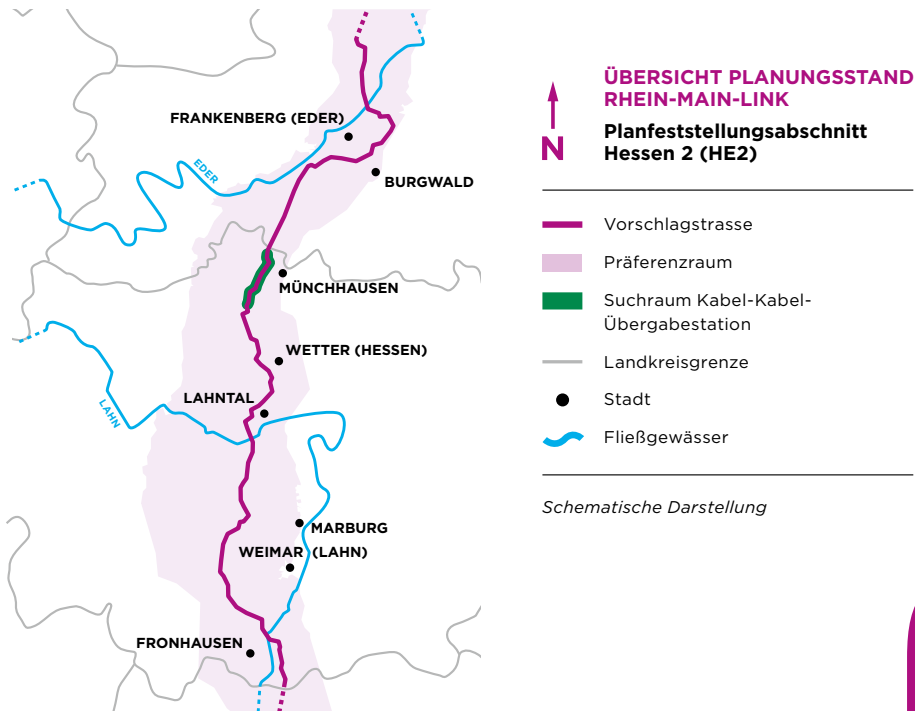 FRANKENBERG (EDER)
EDER
BURGWALD
MÜNCHHAUSEN
WETTER (HESSEN)
LAHNTAL
LAHN
MARBURG
WEIMAR (LAHN)
FRONHAUSEN
N
ÜBERSICHT PLANUNGSSTAND
RHEIN-MAIN-LINK
Planfeststellungsabschnitt
Hessen 2 (HE2)
Vorschlagstrasse
Präferenzraum
Suchraum Kabel-Kabel-
Übergabestation
Landkreisgrenze
Stadt
Fließgewässer
Schematische Darstellung